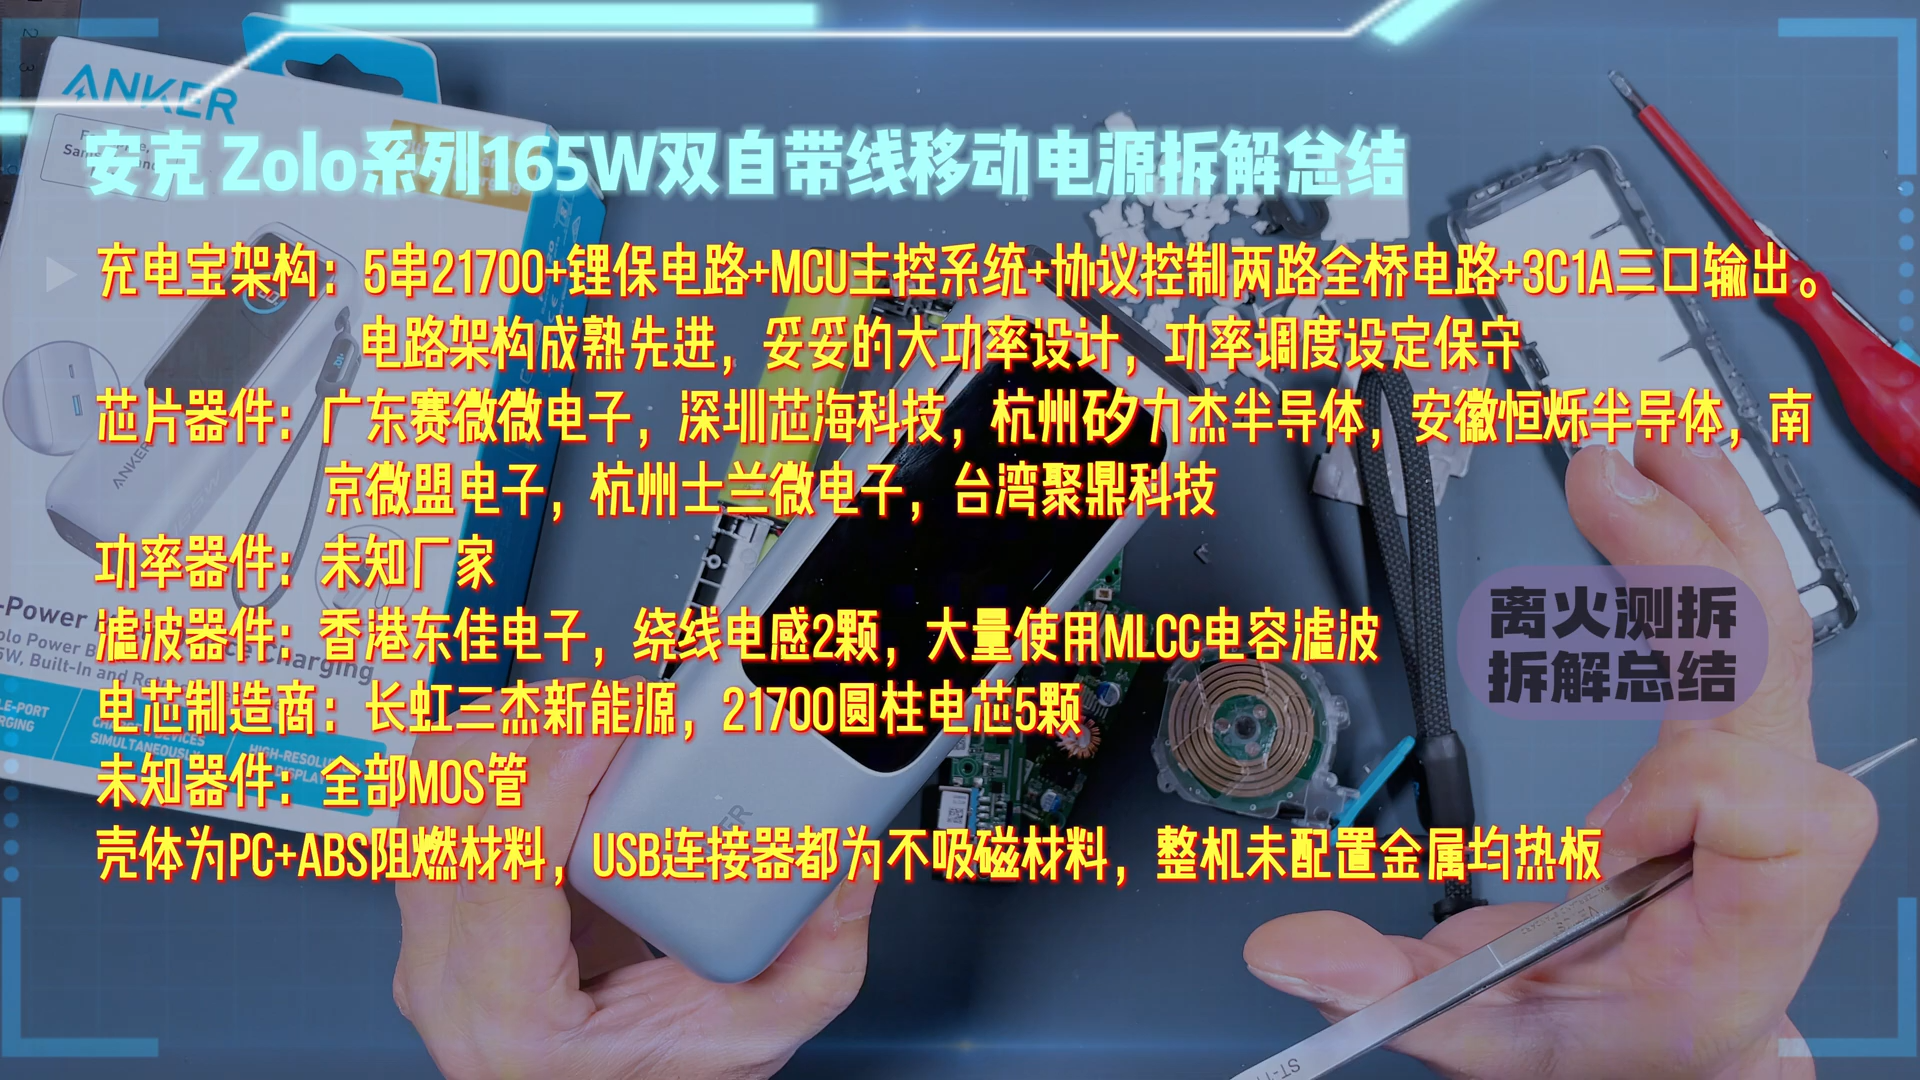 ANKER
安克 Zolo系列165W双自带线移动电源拆解总结
充电宝架构：5串21700+锂保电路+MCU主控系统+协议控制两路全桥电路+3C1A三口输出。
电路架构成熟先进，妥妥的大功率设计，功率调度设定保守
芯片器件：广东赛微微电子，深圳芯海科技，杭州矽力杰半导体，安徽恒烁半导体，南
京微盟电子，杭州士兰微电子，台湾聚鼎科技
功率器件：未知厂家
滤波器件：香港东佳电子，绕线电感2颗，大量使用MLCC电容滤波
电芯制造商：长虹三杰新能源，21700圆柱电芯5颗
未知器件：全部MOS管
壳体为PC+ABS阻燃材料，USB连接器都为不吸磁材料，整机未配置金属均热板
离火测拆
拆解总结
ANKER
-Power
Charging
5W, Built-In and
SIMULTANEOUSLY